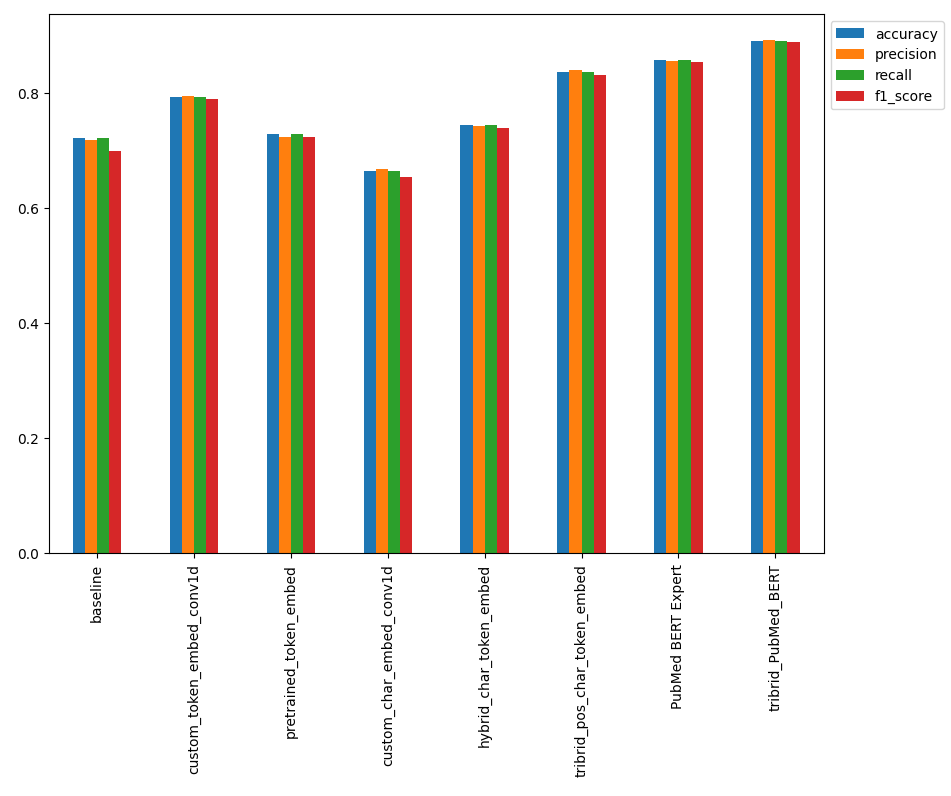 accuracy
precision
recall
f1_score
0.8
0.6
0.4
0.2
0.0
baseline
custom_token_embed_conv1d
pretrained_token_embed
custom_char_embed_conv1d
hybrid_char_token_embed
tribrid_pos_char_token_embed
PubMed BERT Expert
tribrid_PubMed_BERT